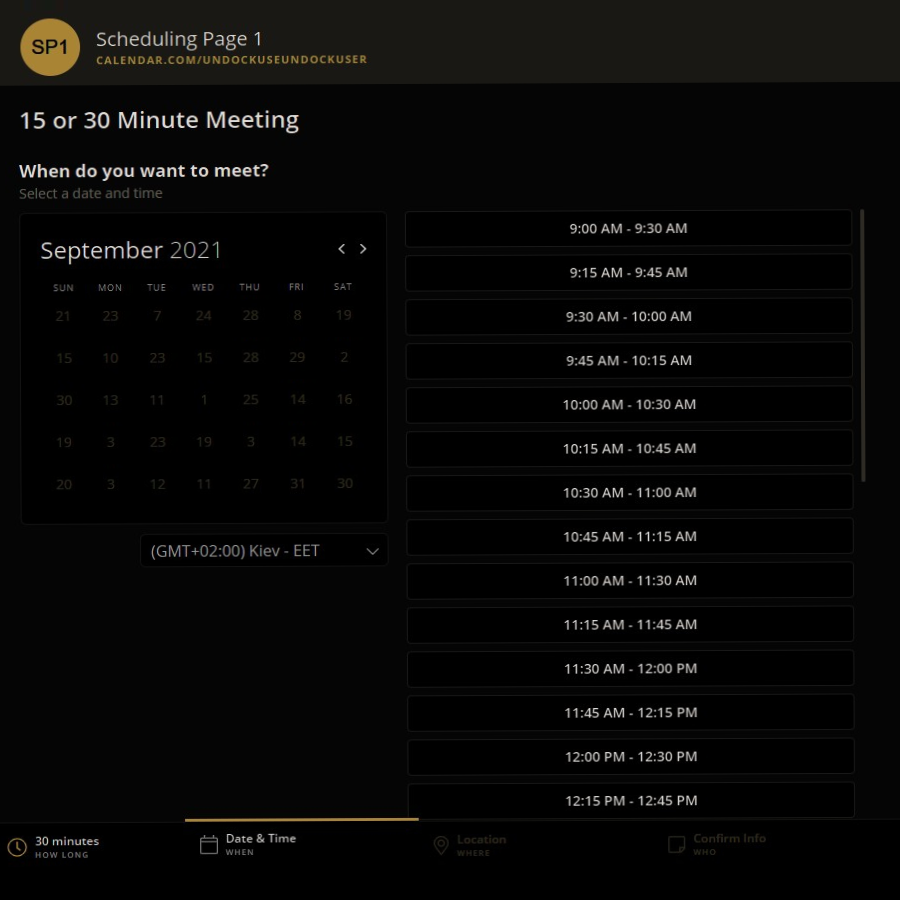 SP1
Scheduling Page 1
CALENDAR.COM/UNDOCKUSEUNDOCKUSER
15 or 30 Minute Meeting
When do you want to meet?
Select a date and time
September 2021
SUN MON TUE WED THU FRI SAT
21 23 7 24 28 8 19
15 10 23 15 28 29 2
30 13 11 1 25 14 16
19 3 23 19 3 14 15
20 3 12 11 27 31 30
(GMT+02:00) Kiev - EET
9:00 AM - 9:30 AM
9:15 AM - 9:45 AM
9:30 AM - 10:00 AM
9:45 AM - 10:15 AM
10:00 AM - 10:30 AM
10:15 AM - 10:45 AM
10:30 AM - 11:00 AM
10:45 AM - 11:15 AM
11:00 AM - 11:30 AM
11:15 AM - 11:45 AM
11:30 AM - 12:00 PM
11:45 AM - 12:15 PM
12:00 PM - 12:30 PM
12:15 PM - 12:45 PM
30 minutes
HOW LONG
Date & Time
WHEN
Location
WHERE
Confirm Info
WHO